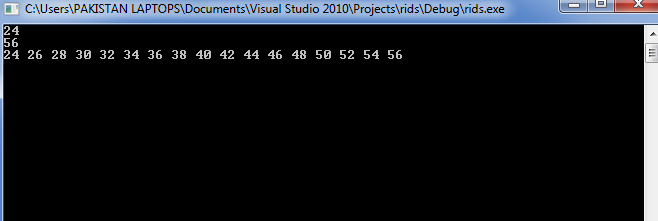 C:\Users\PAKISTAN LAPTOPS\Documents\Visual Studio 2010\Projects\rids\Debug\rids.exe
24
56
24 26 28 30 32 34 36 38 40 42 44 46 48 50 52 54 56